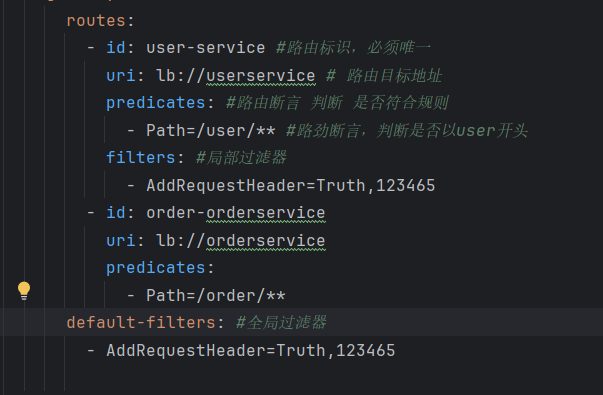 routes:
- id: user-service #路由标识，必须唯一
uri: lb://userservice # 路由目标地址
predicates: #路由断言 判断 是否符合规则
- Path=/user/** #路劲断言，判断是否以user开头
filters: #局部过滤器
- AddRequestHeader=Truth,123465
- id: order-orderservice
uri: lb://orderservice
predicates:
- Path=/order/**
default-filters: #全局过滤器
- AddRequestHeader=Truth,123465